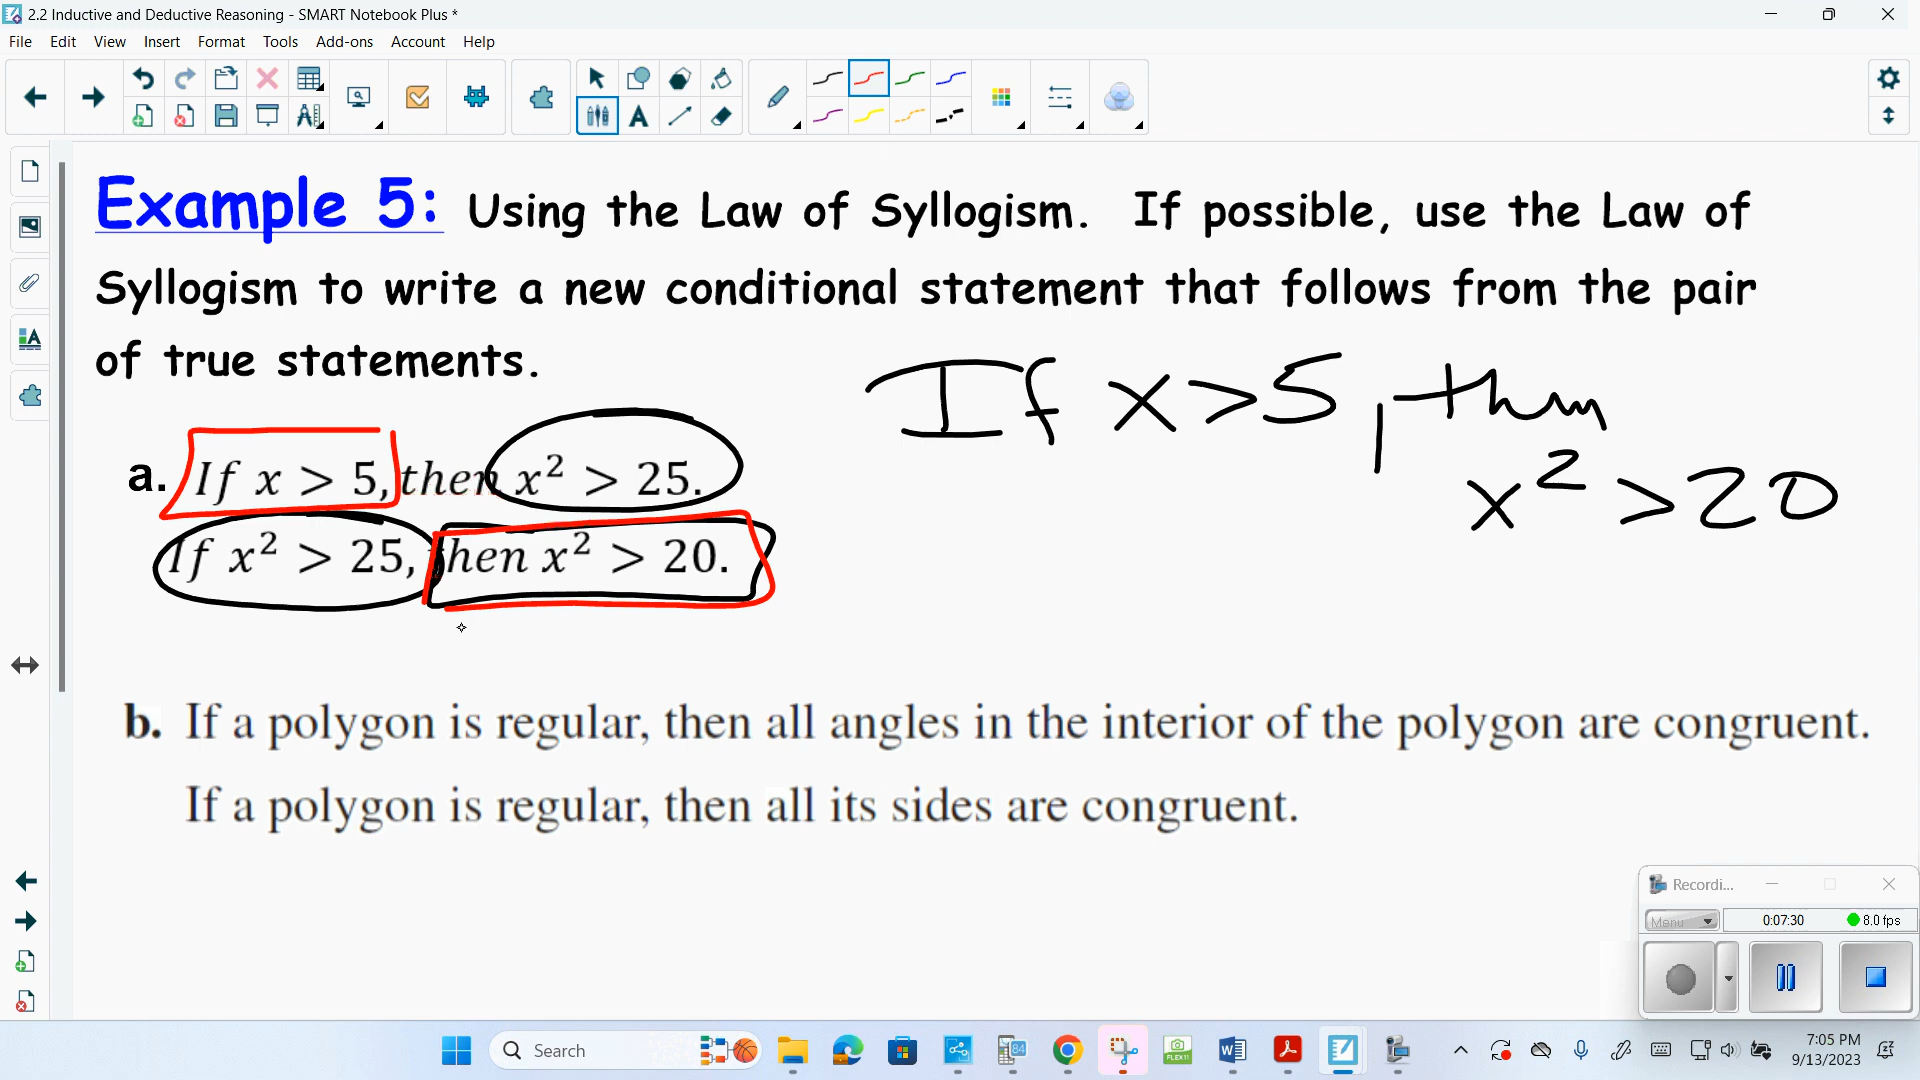 2.2 Inductive and Deductive Reasoning - SMART Notebook Plus *
File Edit View Insert Format Tools Add-ons Account Help
Example 5: Using the Law of Syllogism. If possible, use the Law of
Syllogism to write a new conditional statement that follows from the pair
of true statements.
If x > 5, then
x² > 20
a. If x > 5, then x² > 25.
If x² > 25, then x² > 20.
b. If a polygon is regular, then all angles in the interior of the polygon are congruent.
If a polygon is regular, then all its sides are congruent.
Recordi...
Menu 0:07:30 8.0 fps
Search
84
PLEX11
7:05 PM
9/13/2023